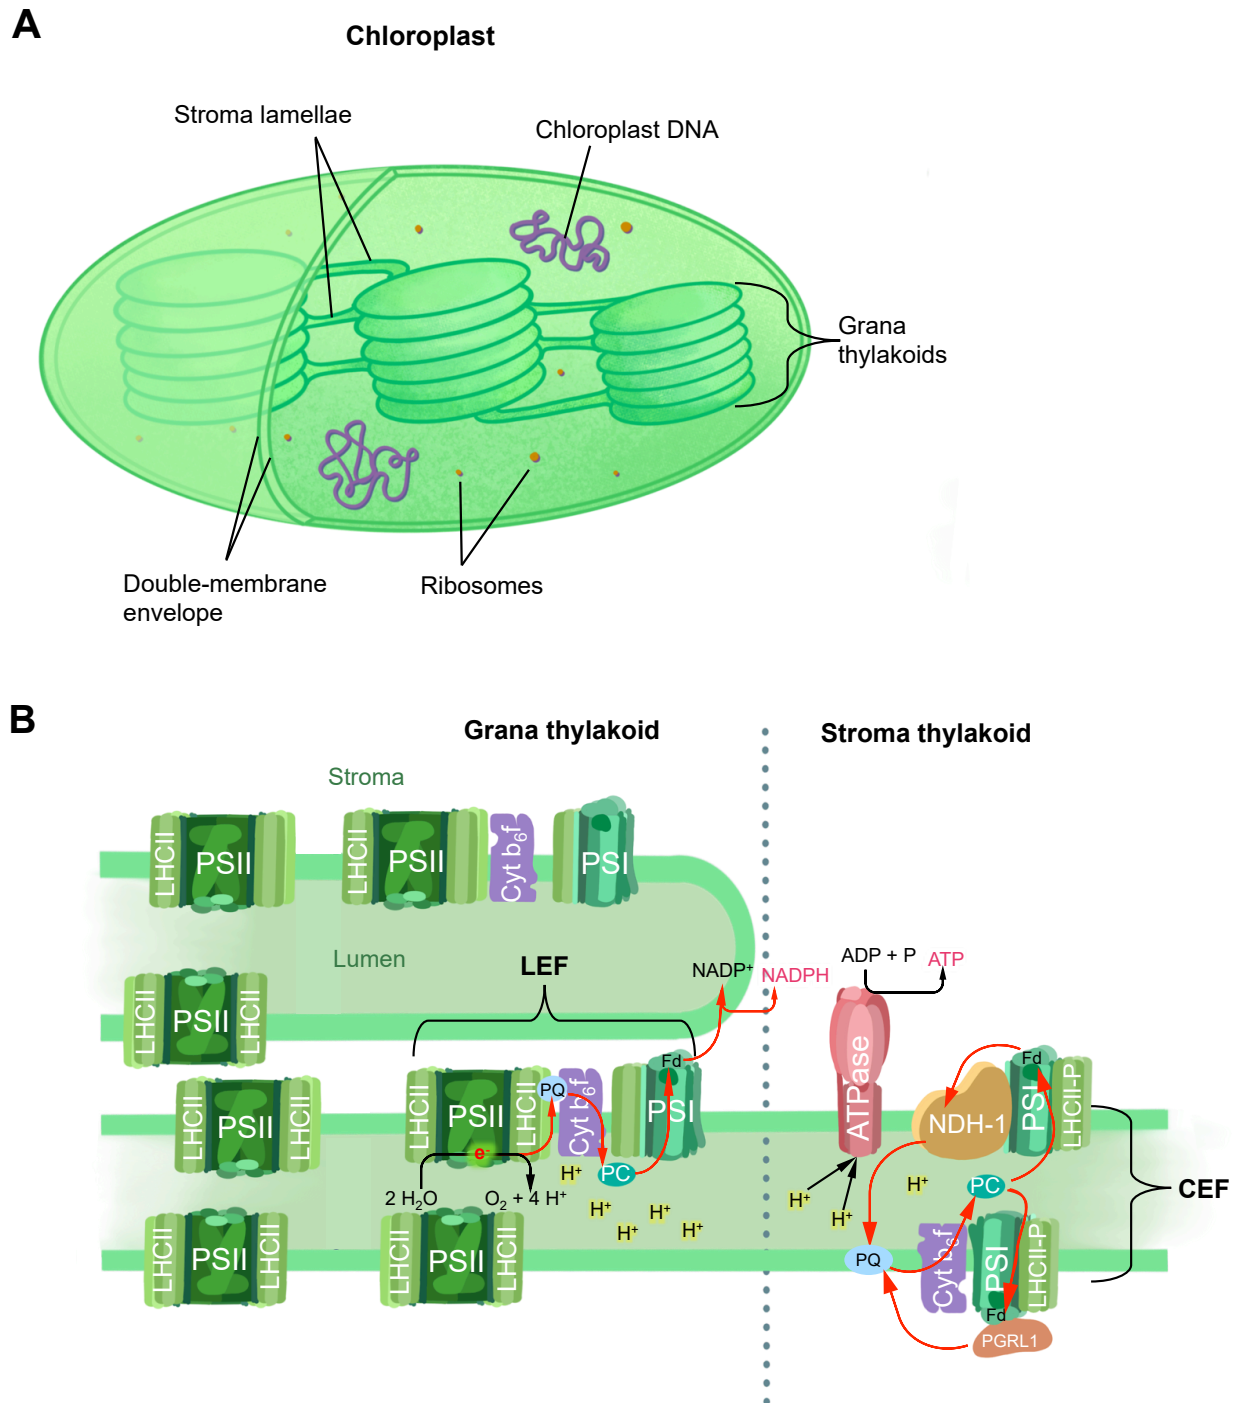 A
Chloroplast
Stroma lamellae
Chloroplast DNA
Grana
thylakoids
Double-membrane
envelope
Ribosomes
B
Grana thylakoid
Stroma thylakoid
Stroma
LHCII
PSII
LHCII
PSII
Cyt b₆f
PSI
Lumen
LEF
NADP⁺
NADPH
ADP + P
ATP
LHCII
PSII
LHCII
LHCII
PSII
LHCII
LHCII
PSII
LHCII
PQ
Cyt b₆f
Fd
PSI
e⁻
PC
2 H₂O
O₂ + 4 H⁺
H⁺
H⁺
H⁺
H⁺
H⁺
ATPase
NDH-1
Fd
PSI
LHCII-P
H⁺
H⁺
H⁺
PC
CEF
LHCII
PSII
LHCII
LHCII
PSII
LHCII
PQ
Cyt b₆f
PSI
LHCII-P
Fd
PGRL1